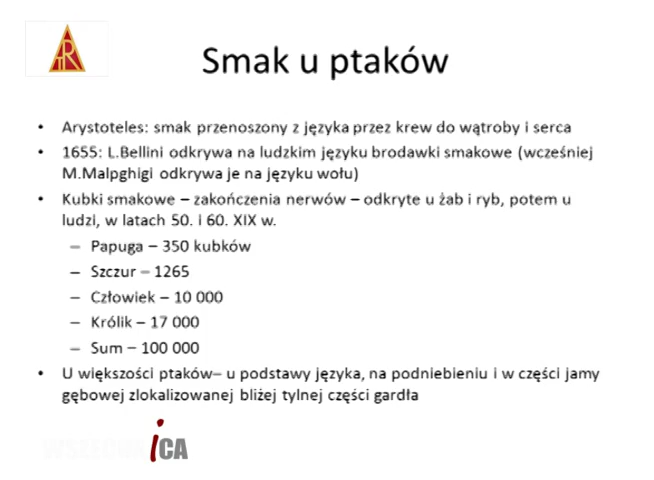 Smak u ptaków
• Arystoteles: smak przenoszony z języka przez krew do wątroby i serca
• 1655: L.Bellini odkrywa na ludzkim języku brodawki smakowe (wcześniej
M.Malpghigi odkrywa je na języku wołu)
• Kubki smakowe – zakończenia nerwów – odkryte u żab i ryb, potem u
ludzi, w latach 50. i 60. XIX w.
– Papuga – 350 kubków
– Szczur – 1265
– Człowiek – 10 000
– Królik – 17 000
– Sum – 100 000
• U większości ptaków– u podstawy języka, na podniebieniu i w części jamy
gębowej zlokalizowanej bliżej tylnej części gardła
iCA